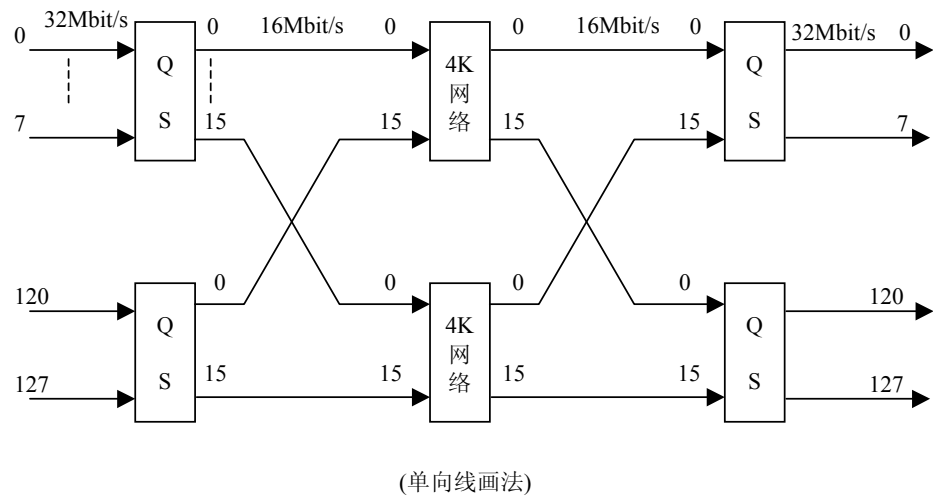 32Mbit/s 0 16Mbit/s 0 0 16Mbit/s 0 32Mbit/s 0
0
Q 4K Q
网
S 络 S
7 15 15 15 15 7
0 0 0 0
120 120
Q 4K Q
网
S 络 S
127 15 15 15 15 127
(单向线画法)